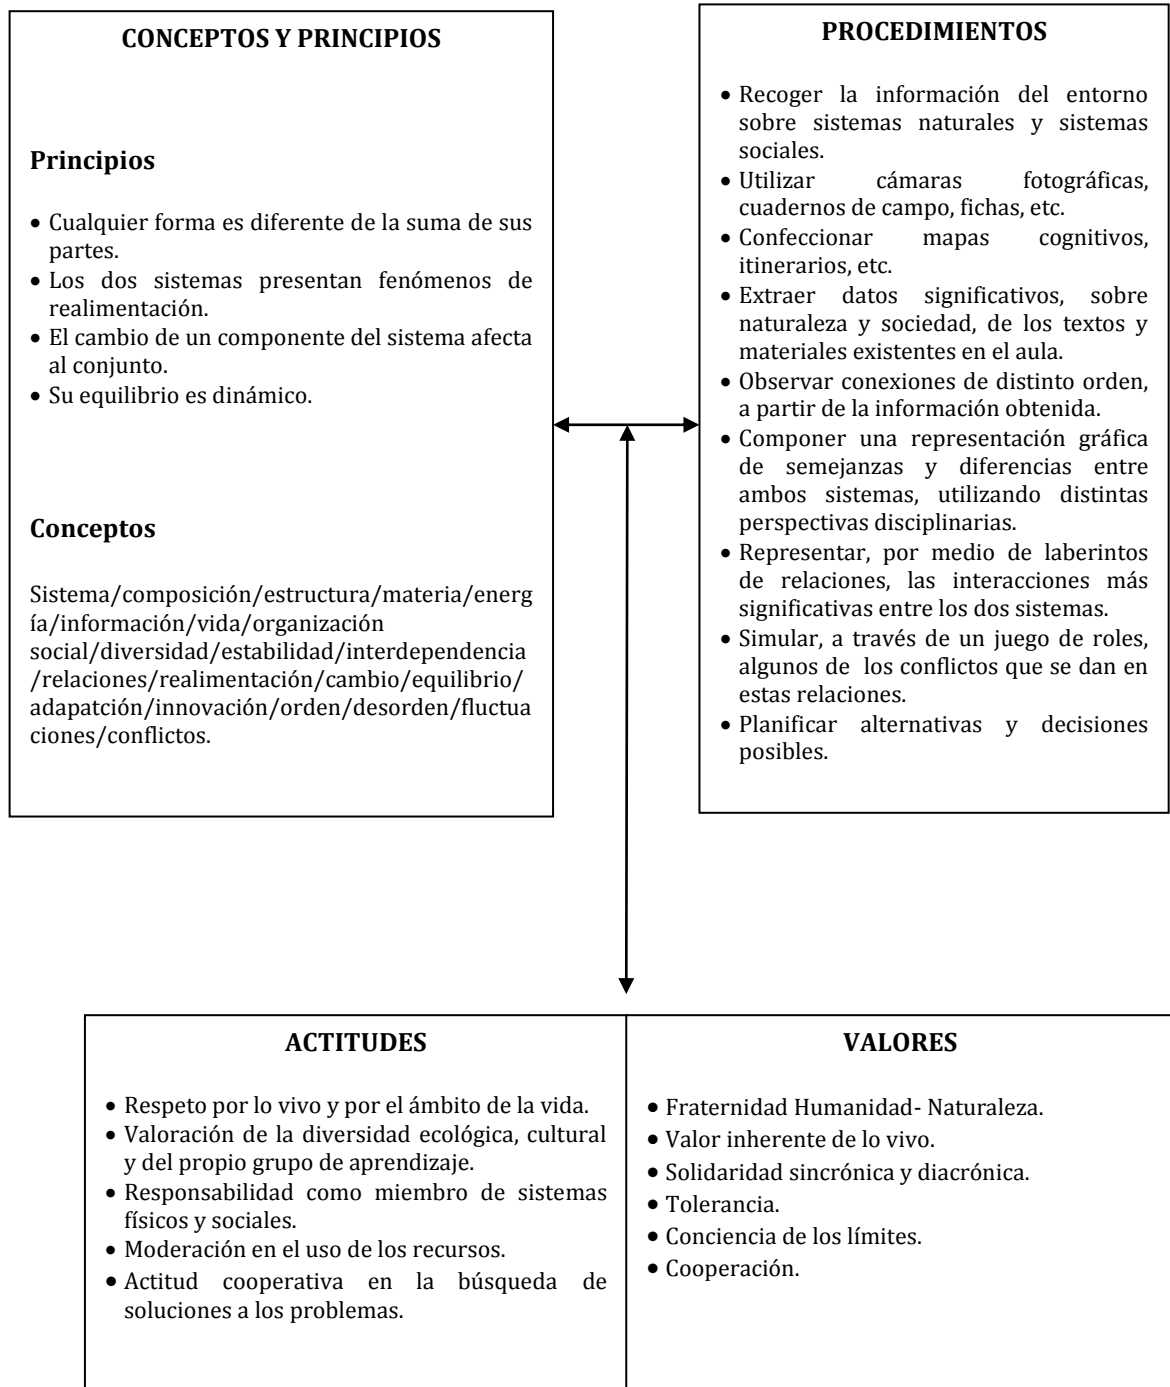 CONCEPTOS Y PRINCIPIOS
Principios
• Cualquier forma es diferente de la suma de sus
partes.
• Los dos sistemas presentan fenómenos de
realimentación.
• El cambio de un componente del sistema afecta
al conjunto.
• Su equilibrio es dinámico.
Conceptos
Sistema/composición/estructura/materia/energ
ía/información/vida/organización
social/diversidad/estabilidad/interdependencia
/relaciones/realimentación/cambio/equilibrio/
adapatción/innovación/orden/desorden/fluctua
ciones/conflictos.
PROCEDIMIENTOS
• Recoger la información del entorno
sobre sistemas naturales y sistemas
sociales.
• Utilizar cámaras fotográficas,
cuadernos de campo, fichas, etc.
• Confeccionar mapas cognitivos,
itinerarios, etc.
• Extraer datos significativos, sobre
naturaleza y sociedad, de los textos y
materiales existentes en el aula.
• Observar conexiones de distinto orden,
a partir de la información obtenida.
• Componer una representación gráfica
de semejanzas y diferencias entre
ambos sistemas, utilizando distintas
perspectivas disciplinarias.
• Representar, por medio de laberintos
de relaciones, las interacciones más
significativas entre los dos sistemas.
• Simular, a través de un juego de roles,
algunos de los conflictos que se dan en
estas relaciones.
• Planificar alternativas y decisiones
posibles.
ACTITUDES
• Respeto por lo vivo y por el ámbito de la vida.
• Valoración de la diversidad ecológica, cultural
y del propio grupo de aprendizaje.
• Responsabilidad como miembro de sistemas
físicos y sociales.
• Moderación en el uso de los recursos.
• Actitud cooperativa en la búsqueda de
soluciones a los problemas.
VALORES
• Fraternidad Humanidad- Naturaleza.
• Valor inherente de lo vivo.
• Solidaridad sincrónica y diacrónica.
• Tolerancia.
• Conciencia de los límites.
• Cooperación.